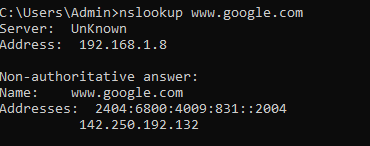 C:\Users\Admin>nslookup www.google.com
Server:  UnKnown
Address:  192.168.1.8

Non-authoritative answer:
Name:    www.google.com
Addresses:  2404:6800:4009:831::2004
          142.250.192.132